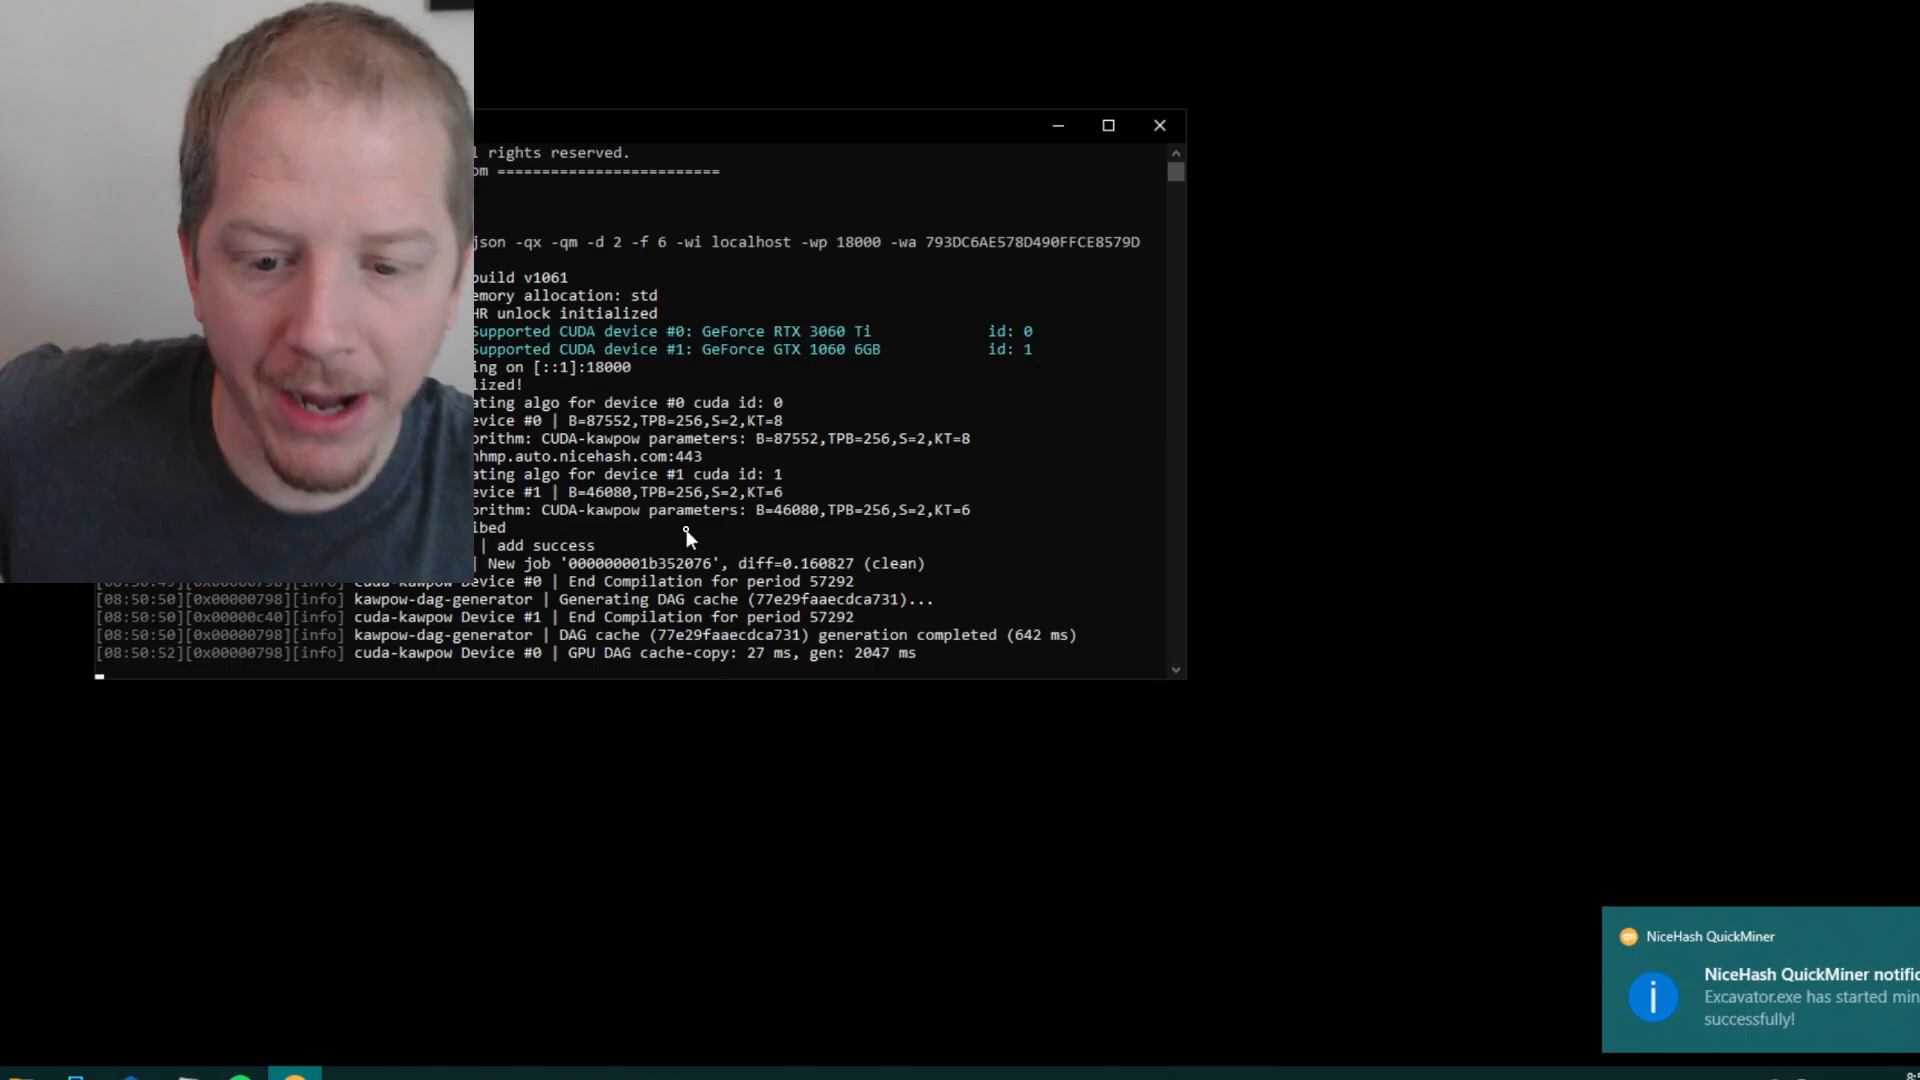 rights reserved.
=========================
json -qx -qm -d 2 -f 6 -wi localhost -wp 18000 -wa 793DC6AE578D490FFCE8579D
build v1061
emory allocation: std
HR unlock initialized
Supported CUDA device #0: GeForce RTX 3060 Ti id: 0
Supported CUDA device #1: GeForce GTX 1060 6GB id: 1
ing on [::1]:18000
lized!
ating algo for device #0 cuda id: 0
evice #0 | B=87552,TPB=256,S=2,KT=8
orithm: CUDA-kawpow parameters: B=87552,TPB=256,S=2,KT=8
nhmp.auto.nicehash.com:443
ating algo for device #1 cuda id: 1
evice #1 | B=46080,TPB=256,S=2,KT=6
orithm: CUDA-kawpow parameters: B=46080,TPB=256,S=2,KT=6
ibed
| add success
| New job '000000001b352076', diff=0.160827 (clean)
cuda-kawpow Device #0 | End Compilation for period 57292
[08:50:50][0x00000798][info] kawpow-dag-generator | Generating DAG cache (77e29faaecdca731)...
[08:50:50][0x00000c40][info] cuda-kawpow Device #1 | End Compilation for period 57292
[08:50:50][0x00000798][info] kawpow-dag-generator | DAG cache (77e29faaecdca731) generation completed (642 ms)
[08:50:52][0x00000798][info] cuda-kawpow Device #0 | GPU DAG cache-copy: 27 ms, gen: 2047 ms
NiceHash QuickMiner
NiceHash QuickMiner notific
Excavator.exe has started min
successfully!